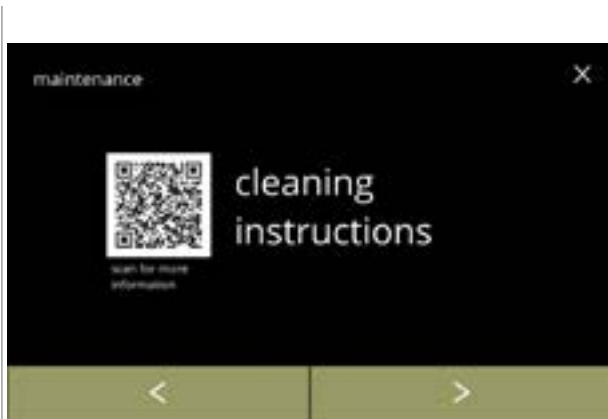 maintenance
cleaning
instructions
scan for more
information